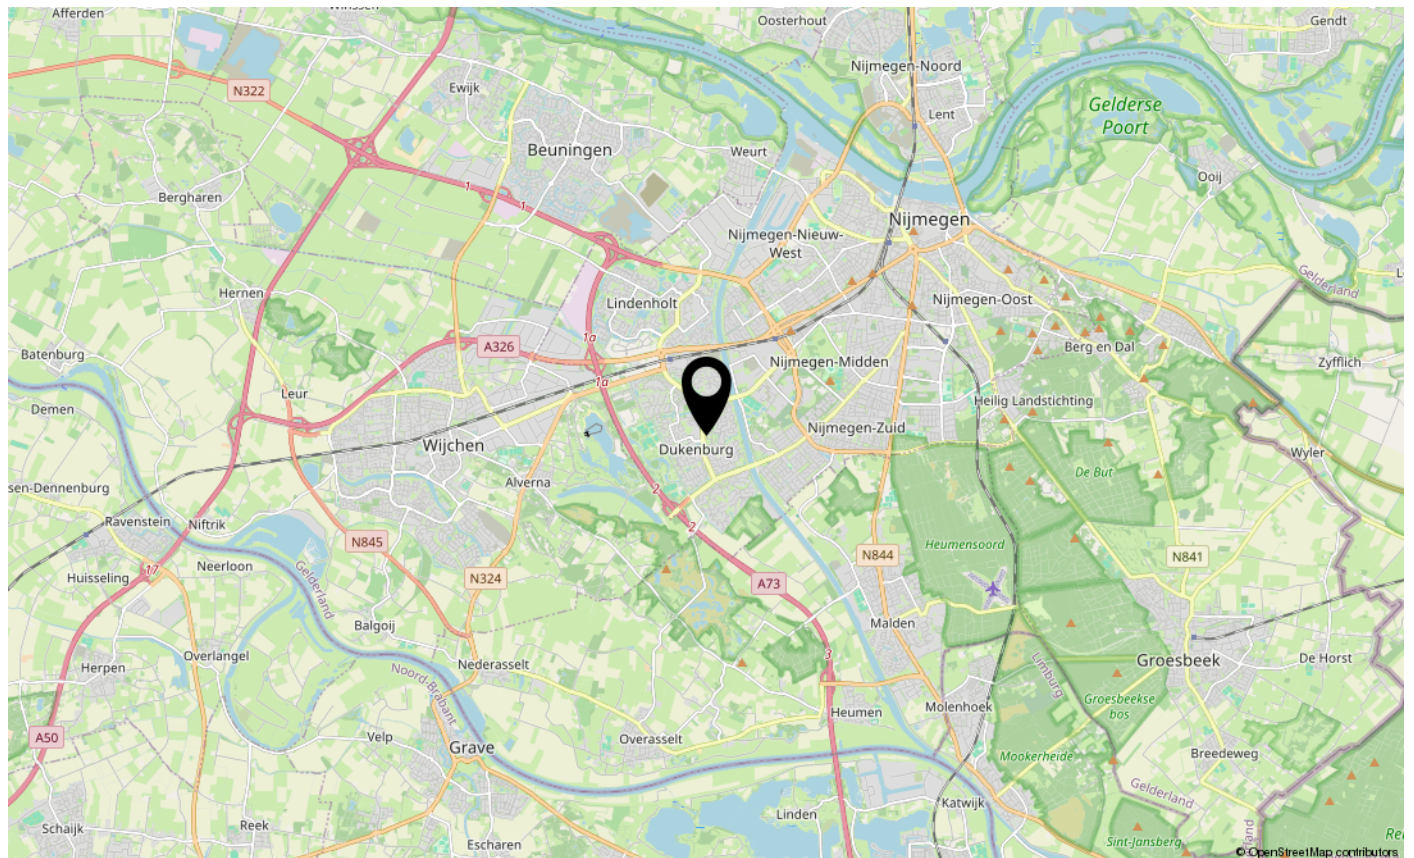 Afferden
Winssen
Oosterhout
Gendt
Nijmegen-Noord
N322
Ewijk
Lent
Gelderse
Poort
Beuningen
Weurt
1
1
Ooij
Bergharen
Nijmegen
Nijmegen-Nieuw-
West
Gelderland
Hernen
Lindenholt
Nijmegen-Oost
1a
A326
Berg en Dal
Batenburg
Nijmegen-Midden
Zyfflich
1a
Leur
Demen
Heilig Landstichting
Nijmegen-Zuid
Wijchen
Dukenburg
Wyler
De But
Alverna
sen-Dennenburg
2
Ravenstein
Niftrik
2
N845
Heumensoord
N844
N841
Neerloon
Huisseling
17
N324
A73
Gelderland
Balgoij
Malden
3
Overlangel
Nederasselt
Groesbeek
De Horst
Herpen
Noord-Brabant
Limburg
Groesbeekse
bos
Molenhoek
Heumen
A50
Velp
Grave
Overasselt
Breedeweg
Mookerheide
Gelderland
Katwijk
Linden
Schaijk
Reek
Escharen
Sint-Jansberg
© OpenStreetMap contributors